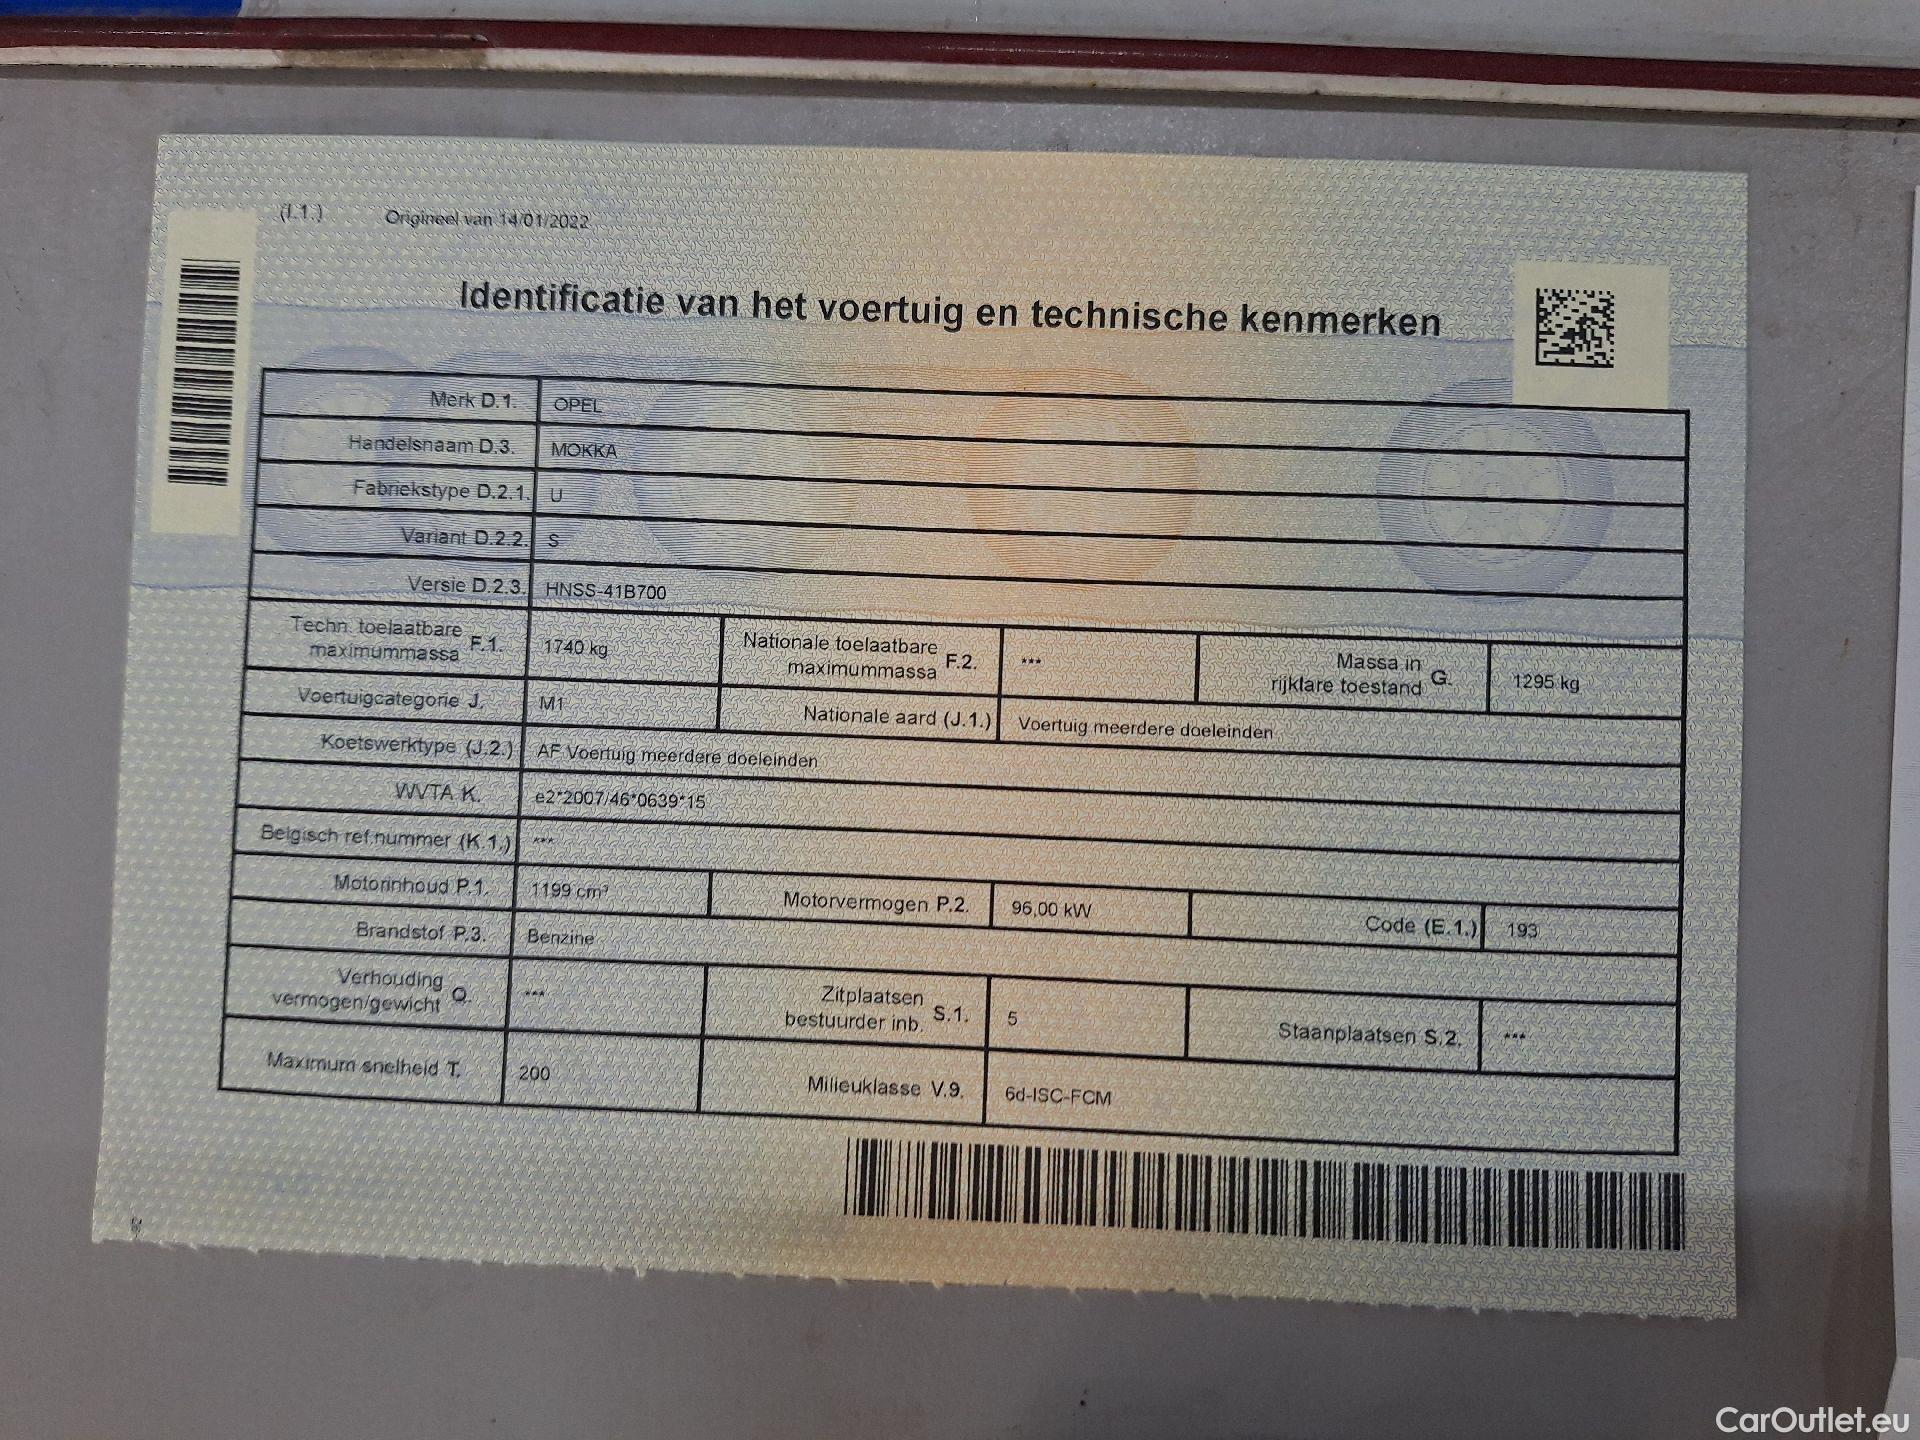 (I.1.) Origineel van 14/01/2022
Identificatie van het voertuig en technische kenmerken
Merk D.1. OPEL
Handelsnaam D.3. MOKKA
Fabriekstype D.2.1. U
Variant D.2.2. S
Versie D.2.3. HNSS-41B700
Techn. toelaatbare maximummassa F.1. 1740 kg Nationale toelaatbare maximummassa F.2. *** Massa in rijklare toestand G. 1295 kg
Voertuigcategorie J. M1 Nationale aard (J.1.) Voertuig meerdere doeleinden
Koetswerktype (J.2.) AF Voertuig meerdere doeleinden
WVTA K. e2*2007/46*0639*15
Belgisch ref.nummer (K.1.) ***
Motorinhoud P.1. 1199 cm³ Motorvermogen P.2. 96,00 kW Code (E.1.) 193
Brandstof P.3. Benzine
Verhouding vermogen/gewicht Q. *** Zitplaatsen bestuurder inb. S.1. 5 Staanplaatsen S.2. ***
Maximum snelheid T. 200 Milieuklasse V.9. 6d-ISC-FCM
CarOutlet.eu